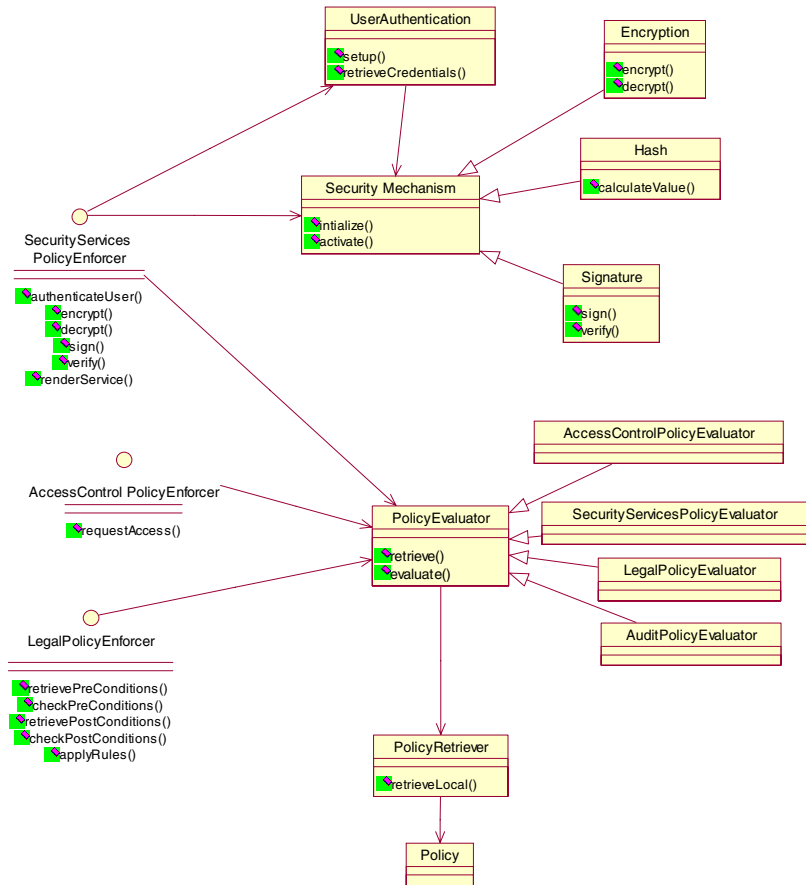 UserAuthentication
setup()
retrieveCredentials()
Encryption
encrypt()
decrypt()
Hash
calculateValue()
Security Mechanism
intialize()
activate()
Signature
sign()
verify()
SecurityServices
PolicyEnforcer
authenticateUser()
encrypt()
decrypt()
sign()
verify()
renderService()
AccessControl PolicyEnforcer
requestAccess()
LegalPolicyEnforcer
retrievePreConditions()
checkPreConditions()
retrievePostConditions()
checkPostConditions()
applyRules()
PolicyEvaluator
retrieve()
evaluate()
AccessControlPolicyEvaluator
SecurityServicesPolicyEvaluator
LegalPolicyEvaluator
AuditPolicyEvaluator
PolicyRetriever
retrieveLocal()
Policy